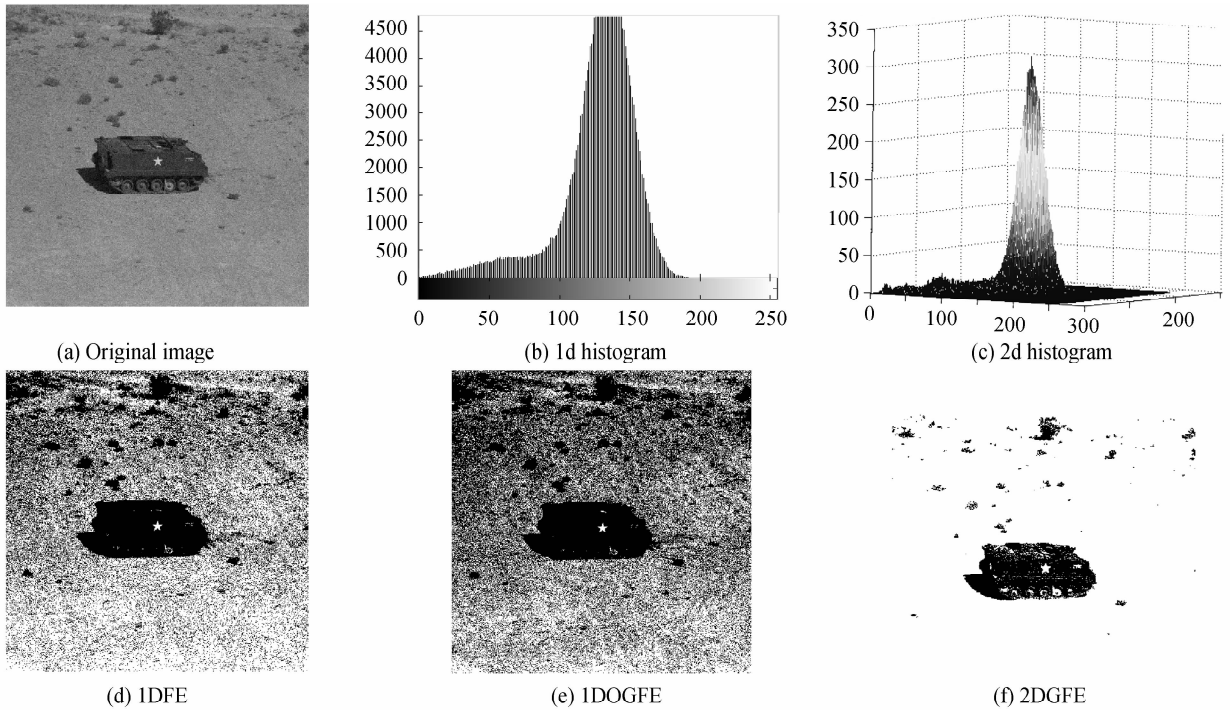 4500
4000
3500
3000
2500
2000
1500
1000
500
0
0 50 100 150 200 250
350
300
250
200
150
100
50
0
0 100 200 300 200
(a) Original image
(b) 1d histogram
(c) 2d histogram
(d) 1DFE
(e) 1DOGFE
(f) 2DGFE